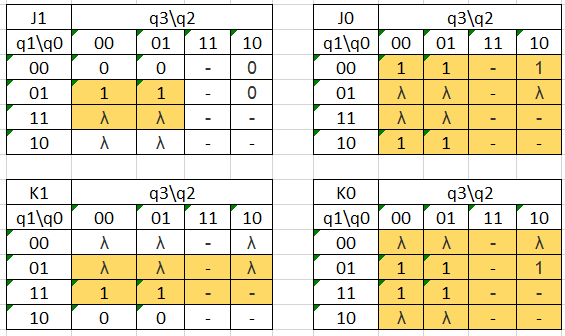 J1 q3\q2
q1\q0 00 01 11 10
00 0 0 - 0
01 1 1 - 0
11 λ λ - -
10 λ λ - -
J0 q3\q2
q1\q0 00 01 11 10
00 1 1 - 1
01 λ λ - λ
11 λ λ - -
10 1 1 - -
K1 q3\q2
q1\q0 00 01 11 10
00 λ λ - λ
01 λ λ - λ
11 1 1 - -
10 0 0 - -
K0 q3\q2
q1\q0 00 01 11 10
00 λ λ - λ
01 1 1 - 1
11 1 1 - -
10 λ λ - -